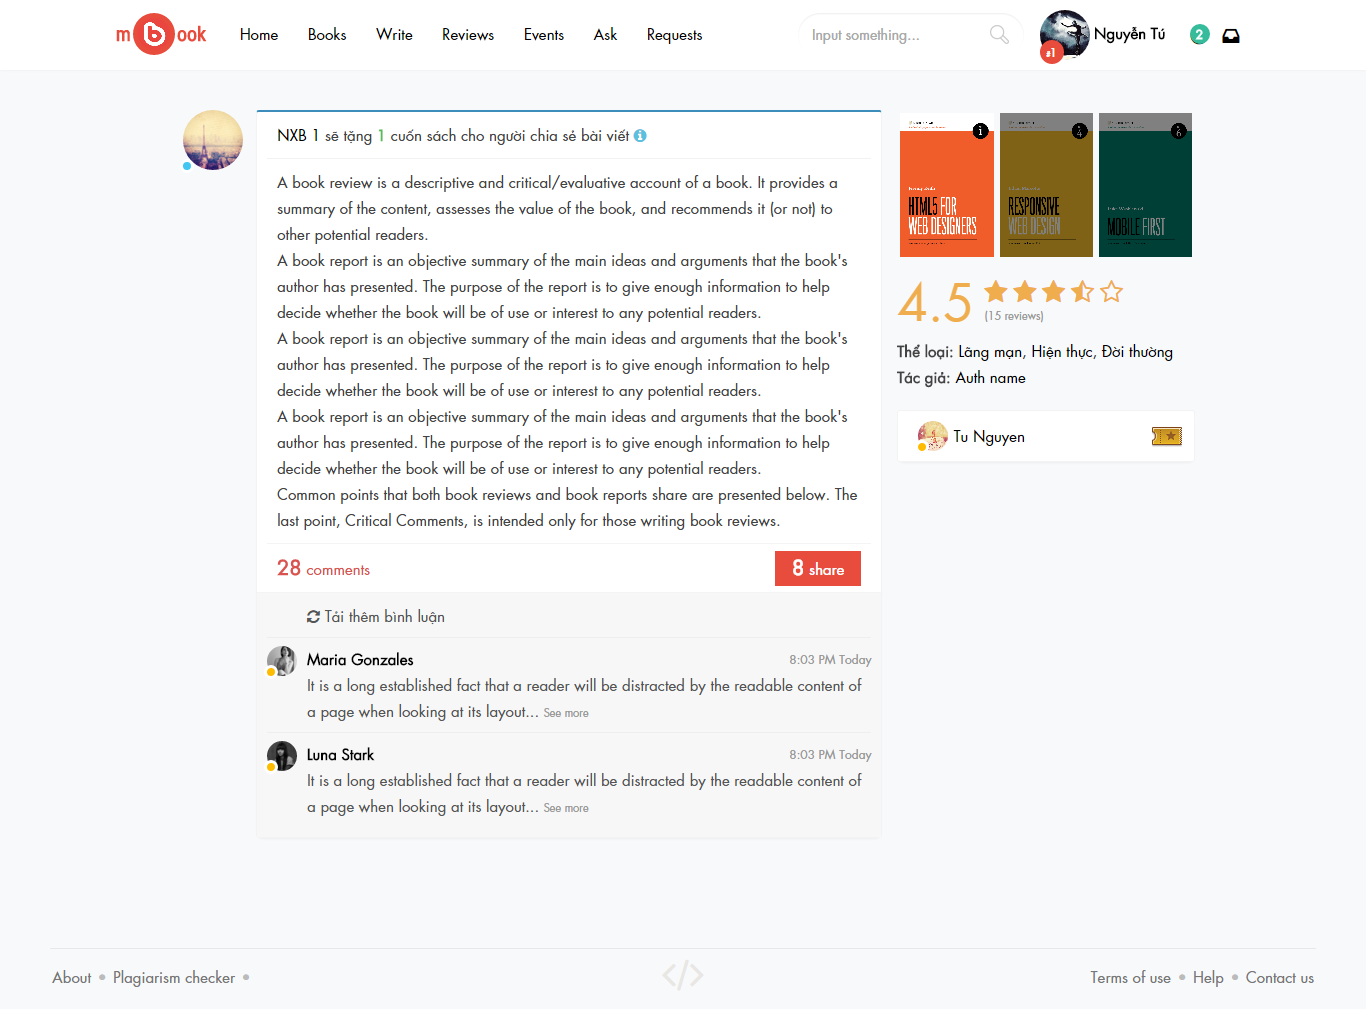 mbook
Home
Books
Write
Reviews
Events
Ask
Requests
Input something...
#1
Nguyễn Tú
2
NXB 1 sẽ tặng 1 cuốn sách cho người chia sẻ bài viết
A book review is a descriptive and critical/evaluative account of a book. It provides a
summary of the content, assesses the value of the book, and recommends it (or not) to
other potential readers.
A book report is an objective summary of the main ideas and arguments that the book's
author has presented. The purpose of the report is to give enough information to help
decide whether the book will be of use or interest to any potential readers.
A book report is an objective summary of the main ideas and arguments that the book's
author has presented. The purpose of the report is to give enough information to help
decide whether the book will be of use or interest to any potential readers.
A book report is an objective summary of the main ideas and arguments that the book's
author has presented. The purpose of the report is to give enough information to help
decide whether the book will be of use or interest to any potential readers.
Common points that both book reviews and book reports share are presented below. The
last point, Critical Comments, is intended only for those writing book reviews.
28 comments
8 share
Tải thêm bình luận
Maria Gonzales
8:03 PM Today
It is a long established fact that a reader will be distracted by the readable content of
a page when looking at its layout... See more
Luna Stark
8:03 PM Today
It is a long established fact that a reader will be distracted by the readable content of
a page when looking at its layout... See more
HTML5 FOR
WEB DESIGNERS
RESPONSIVE
WEB DESIGN
MOBILE FIRST
4.5
(15 reviews)
Thể loại: Lãng mạn, Hiện thực, Đời thường
Tác giả: Auth name
Tu Nguyen
About • Plagiarism checker •
</>
Terms of use • Help • Contact us